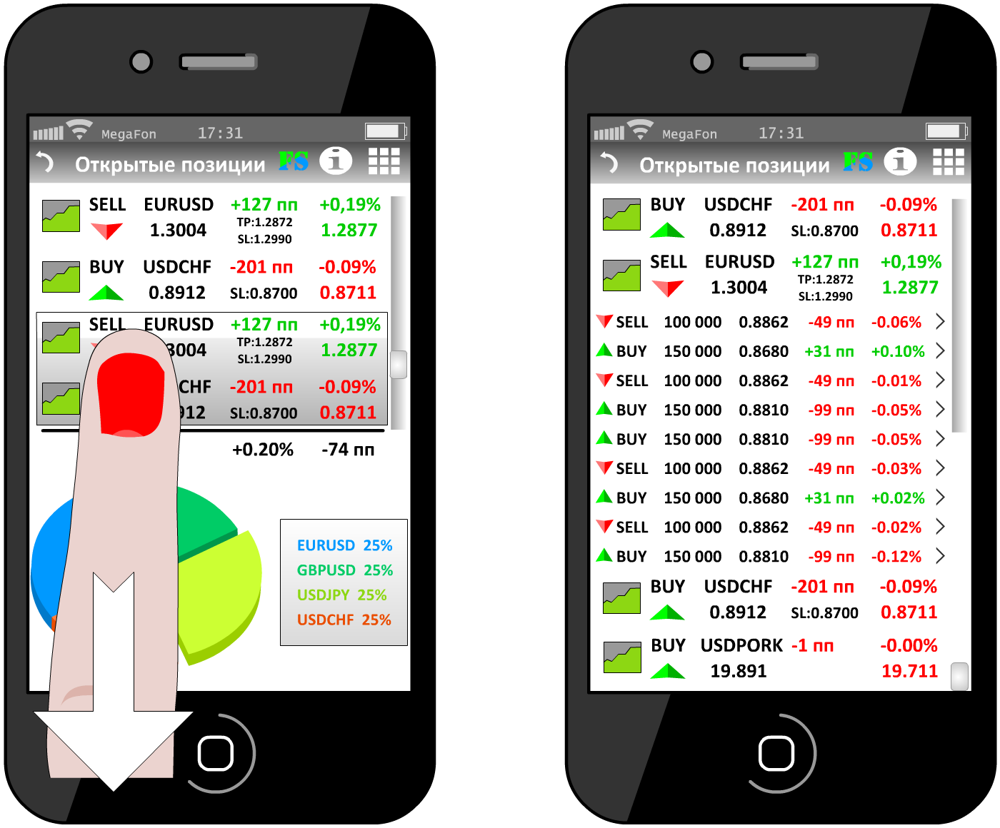 MegaFon 17:31
Открытые позиции FS i
SELL EURUSD +127 пп +0,19%
1.3004 TP:1.2872 1.2877
SL:1.2990
BUY USDCHF -201 пп -0.09%
0.8912 SL:0.8700 0.8711
SELL EURUSD +127 пп +0,19%
3004 TP:1.2872 1.2877
SL:1.2990
CHF -201 пп -0.09%
912 SL:0.8700 0.8711
+0.20% -74 пп
EURUSD 25%
GBPUSD 25%
USDJPY 25%
USDCHF 25%
MegaFon 17:31
Открытые позиции FS i
BUY USDCHF -201 пп -0.09%
0.8912 SL:0.8700 0.8711
SELL EURUSD +127 пп +0,19%
1.3004 TP:1.2872 1.2877
SL:1.2990
SELL 100 000 0.8862 -49 пп -0.06%
BUY 150 000 0.8680 +31 пп +0.10%
SELL 100 000 0.8862 -49 пп -0.01%
BUY 150 000 0.8810 -99 пп -0.05%
BUY 150 000 0.8810 -99 пп -0.05%
SELL 100 000 0.8862 -49 пп -0.03%
BUY 150 000 0.8680 +31 пп +0.02%
SELL 100 000 0.8862 -49 пп -0.02%
BUY 150 000 0.8810 -99 пп -0.12%
BUY USDCHF -201 пп -0.09%
0.8912 SL:0.8700 0.8711
BUY USDPORK -1 пп -0.00%
19.891 19.711